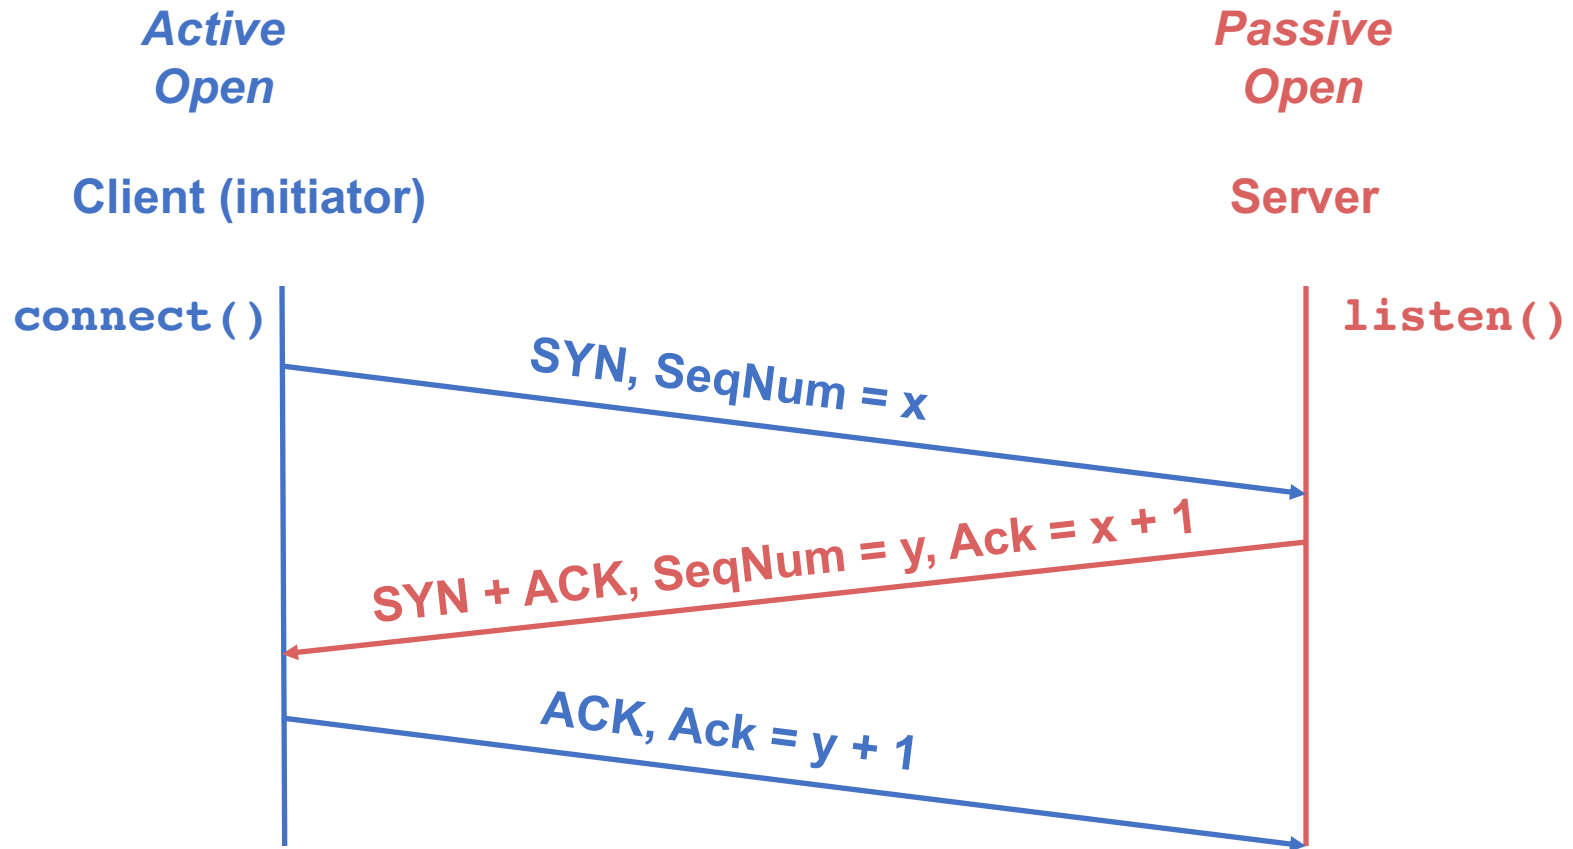 Active
Open
Passive
Open
Client (initiator)
Server
connect()
listen()
SYN, SeqNum = x
SYN + ACK, SeqNum = y, Ack = x + 1
ACK, Ack = y + 1